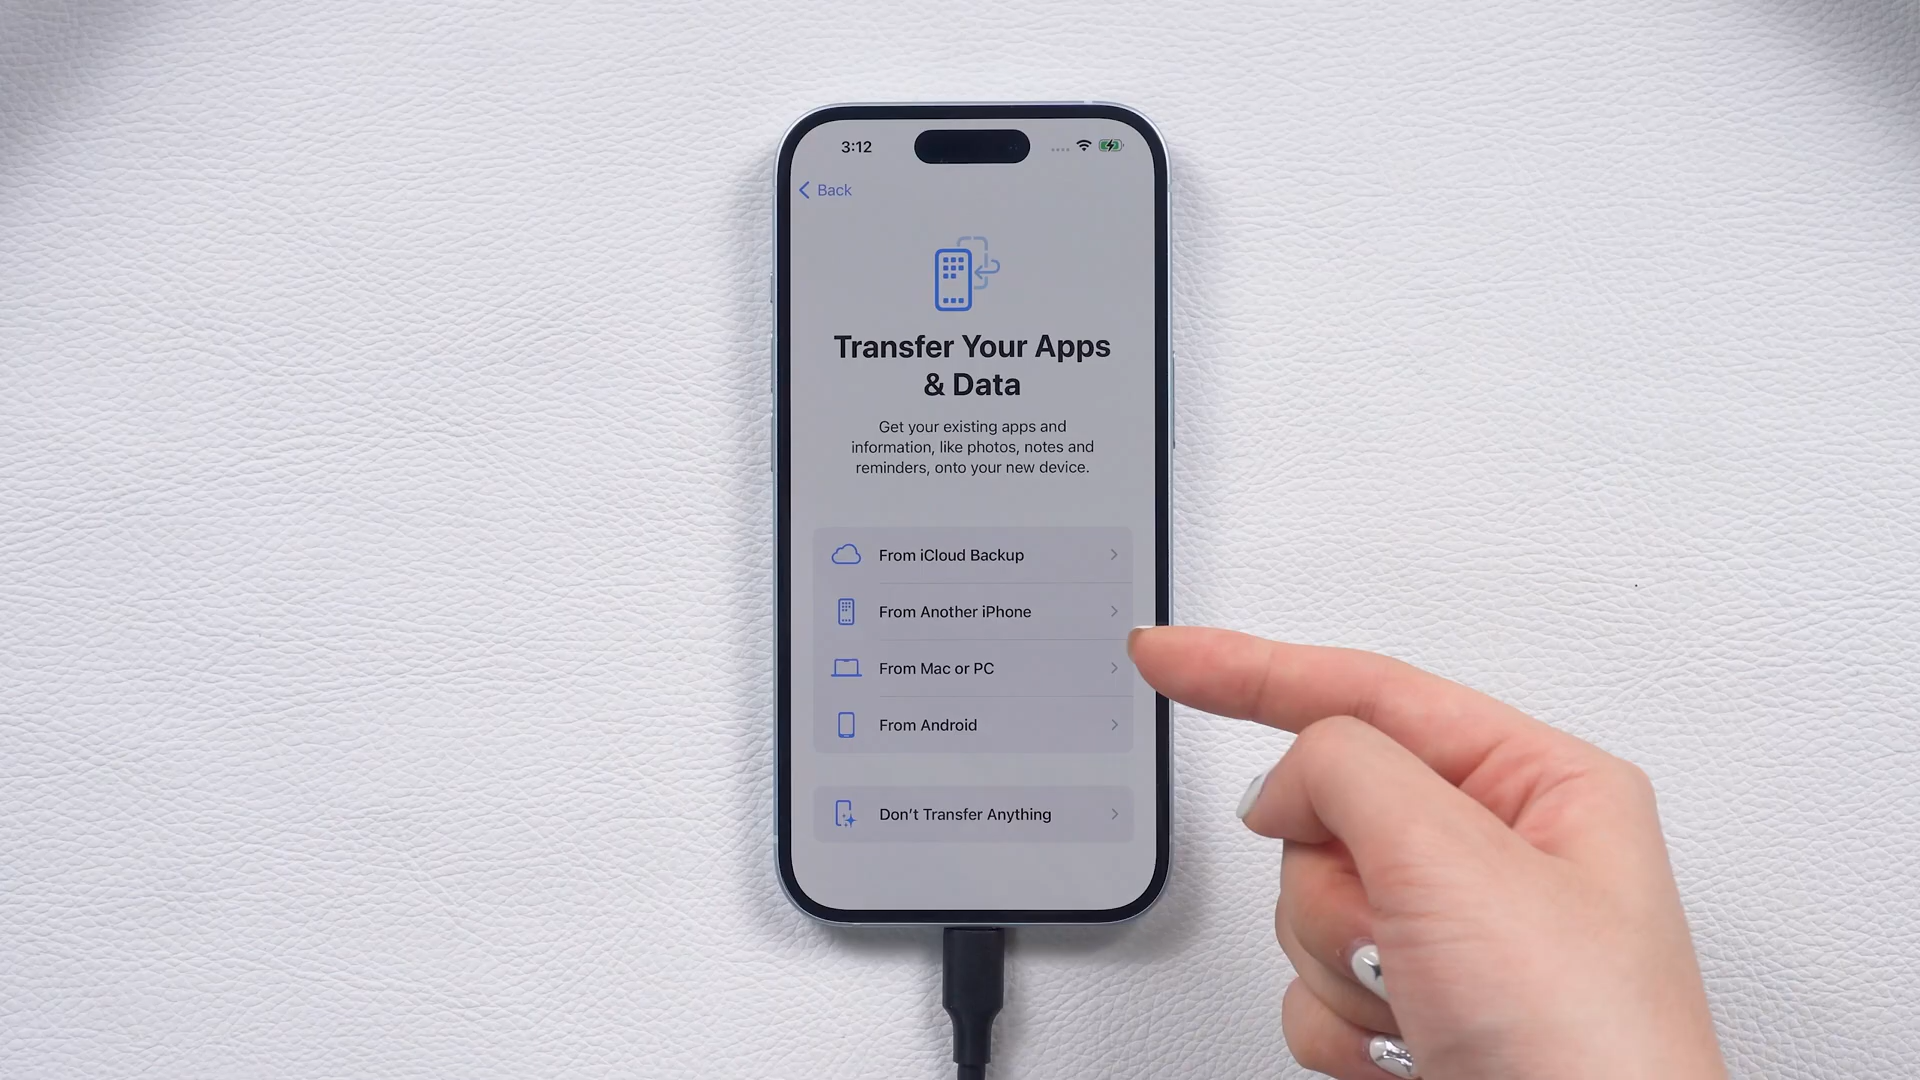 3:12
Back
Transfer Your Apps
& Data
Get your existing apps and
information, like photos, notes and
reminders, onto your new device.
From iCloud Backup
From Another iPhone
From Mac or PC
From Android
Don’t Transfer Anything